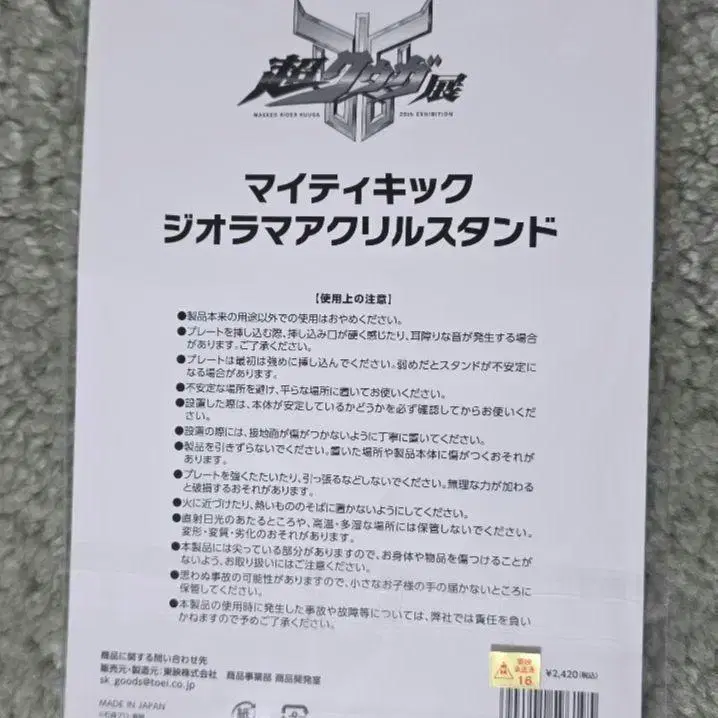 超クウガ展
MASKED RIDER KUUGA 20th EXHIBITION
マイティキック
ジオラマアクリルスタンド
【使用上の注意】
●製品本来の用途以外での使用はおやめください。
●プレートを挿し込む際、挿し込み口が硬く感じたり、耳障りな音が発生する場合
があります。ご了承ください。
●プレートは最初は強めに挿し込んでください。弱めだとスタンドが不安定に
なる場合があります。
●不安定な場所を避け、平らな場所に置いてお使いください。
●設置した際は、本体が安定しているかどうかを必ず確認してからお使いくだ
さい。
●設置の際には、接地面が傷がつかないように丁寧に置いてください。
●製品を引きずらないでください。置いた場所や製品本体に傷がつくおそれが
あります。
●プレートを強くたたいたり、引っ張るなどしないでください。無理な力が加わる
と破損するおそれがあります。
●火に近づけたり、熱いもののそばに置かないようにしてください。
●直射日光のあたるところや、高温・多湿な場所には保管しないでください。
変形・変質・劣化のおそれがあります。
●本製品には尖っている部分がありますので、お身体や物品を傷つけることが
ないよう、お取り扱いにはご注意ください。
●思わぬ事故の可能性がありますので、小さなお子様の手の届かないところに
保管してください。
●本製品の使用時に発生した事故や故障等については、弊社では責任を負い
かねますので予めご了承ください。
商品に関する問い合わせ先
販売元・製造元:東映株式会社 商品事業部 商品開発室
sk_goods@toei.co.jp
MADE IN JAPAN
紙
16
¥2,420(税込)